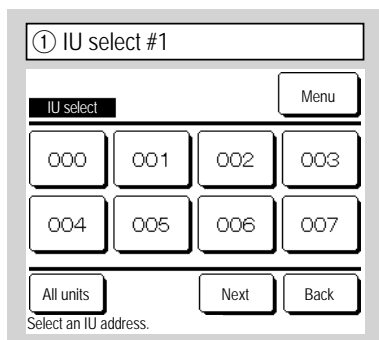 ① IU select #1
IU select
Menu
000 001 002 003
004 005 006 007
All units Next Back
Select an IU address.